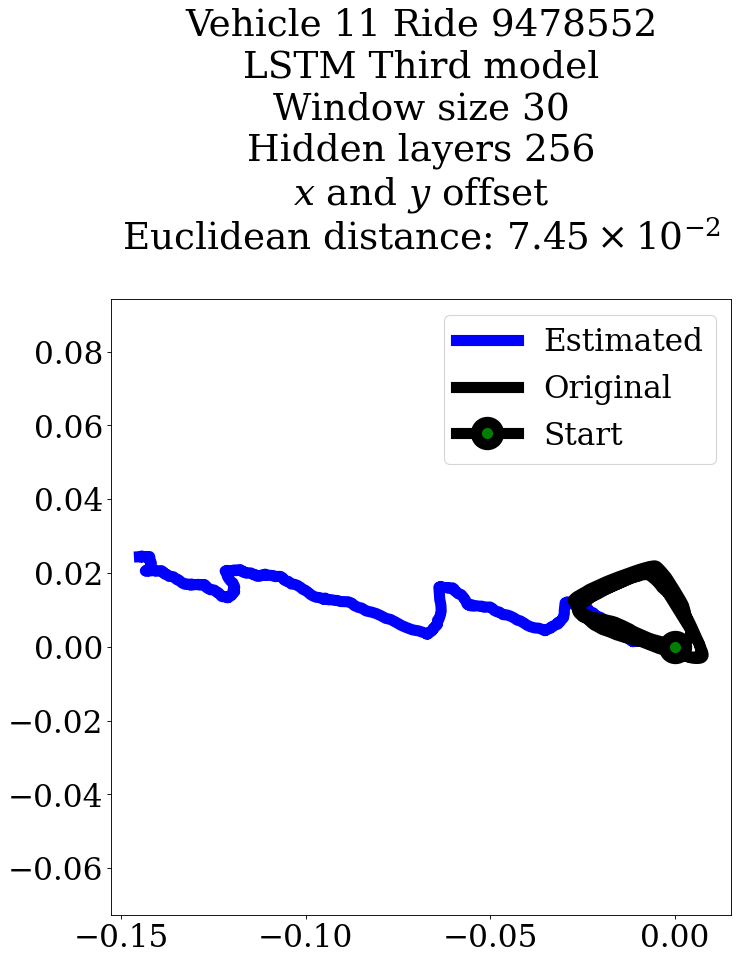 Vehicle 11 Ride 9478552
LSTM Third model
Window size 30
Hidden layers 256
x and y offset
Euclidean distance: 7.45 × 10⁻²
Estimated
Original
Start
0.08
0.06
0.04
0.02
0.00
−0.02
−0.04
−0.06
−0.15 −0.10 −0.05 0.00